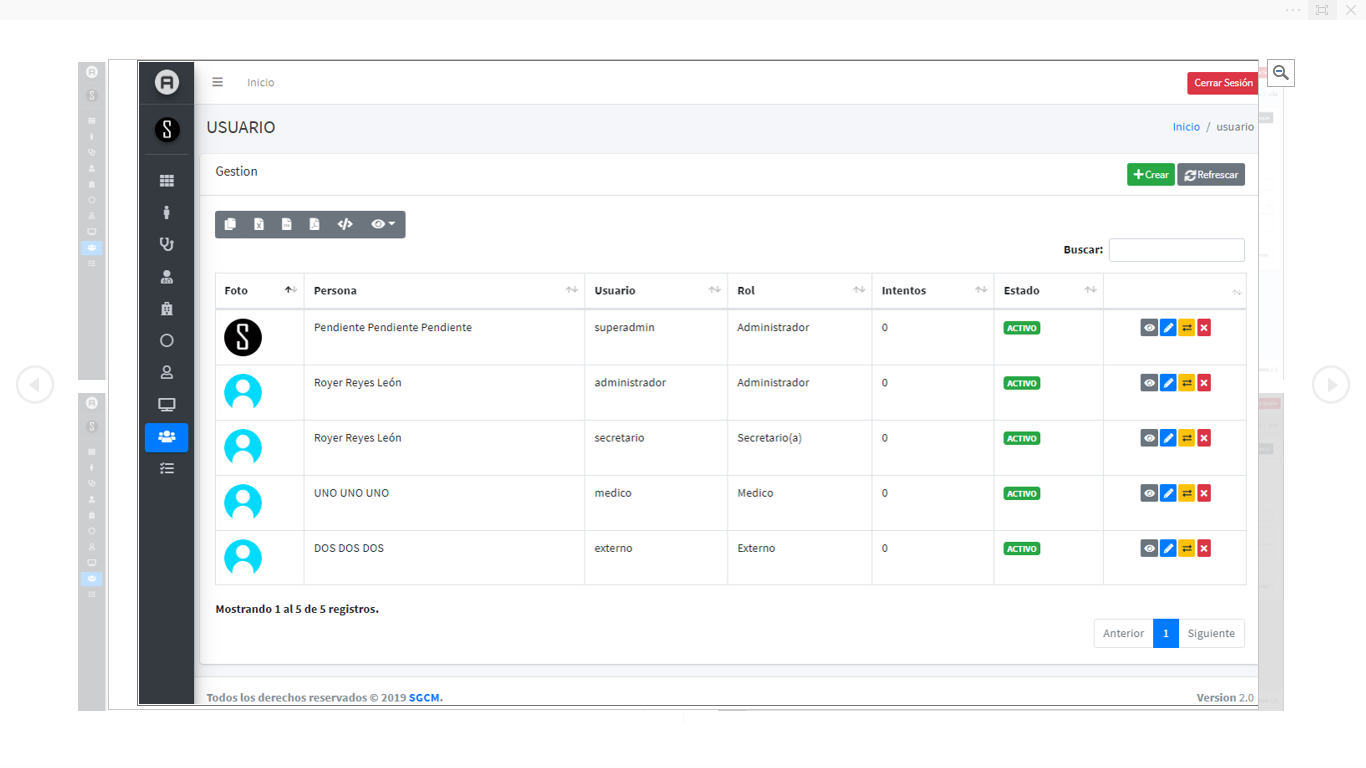 Inicio
Cerrar Sesión
USUARIO
Inicio / usuario
Gestion
Crear
Refrescar
Buscar:
Foto Persona Usuario Rol Intentos Estado
Pendiente Pendiente Pendiente superadmin Administrador 0 ACTIVO
Royer Reyes León administrador Administrador 0 ACTIVO
Royer Reyes León secretario Secretario(a) 0 ACTIVO
UNO UNO UNO medico Medico 0 ACTIVO
DOS DOS DOS externo Externo 0 ACTIVO
Mostrando 1 al 5 de 5 registros.
Anterior 1 Siguiente
Todos los derechos reservados © 2019 SGCM.
Version 2.0